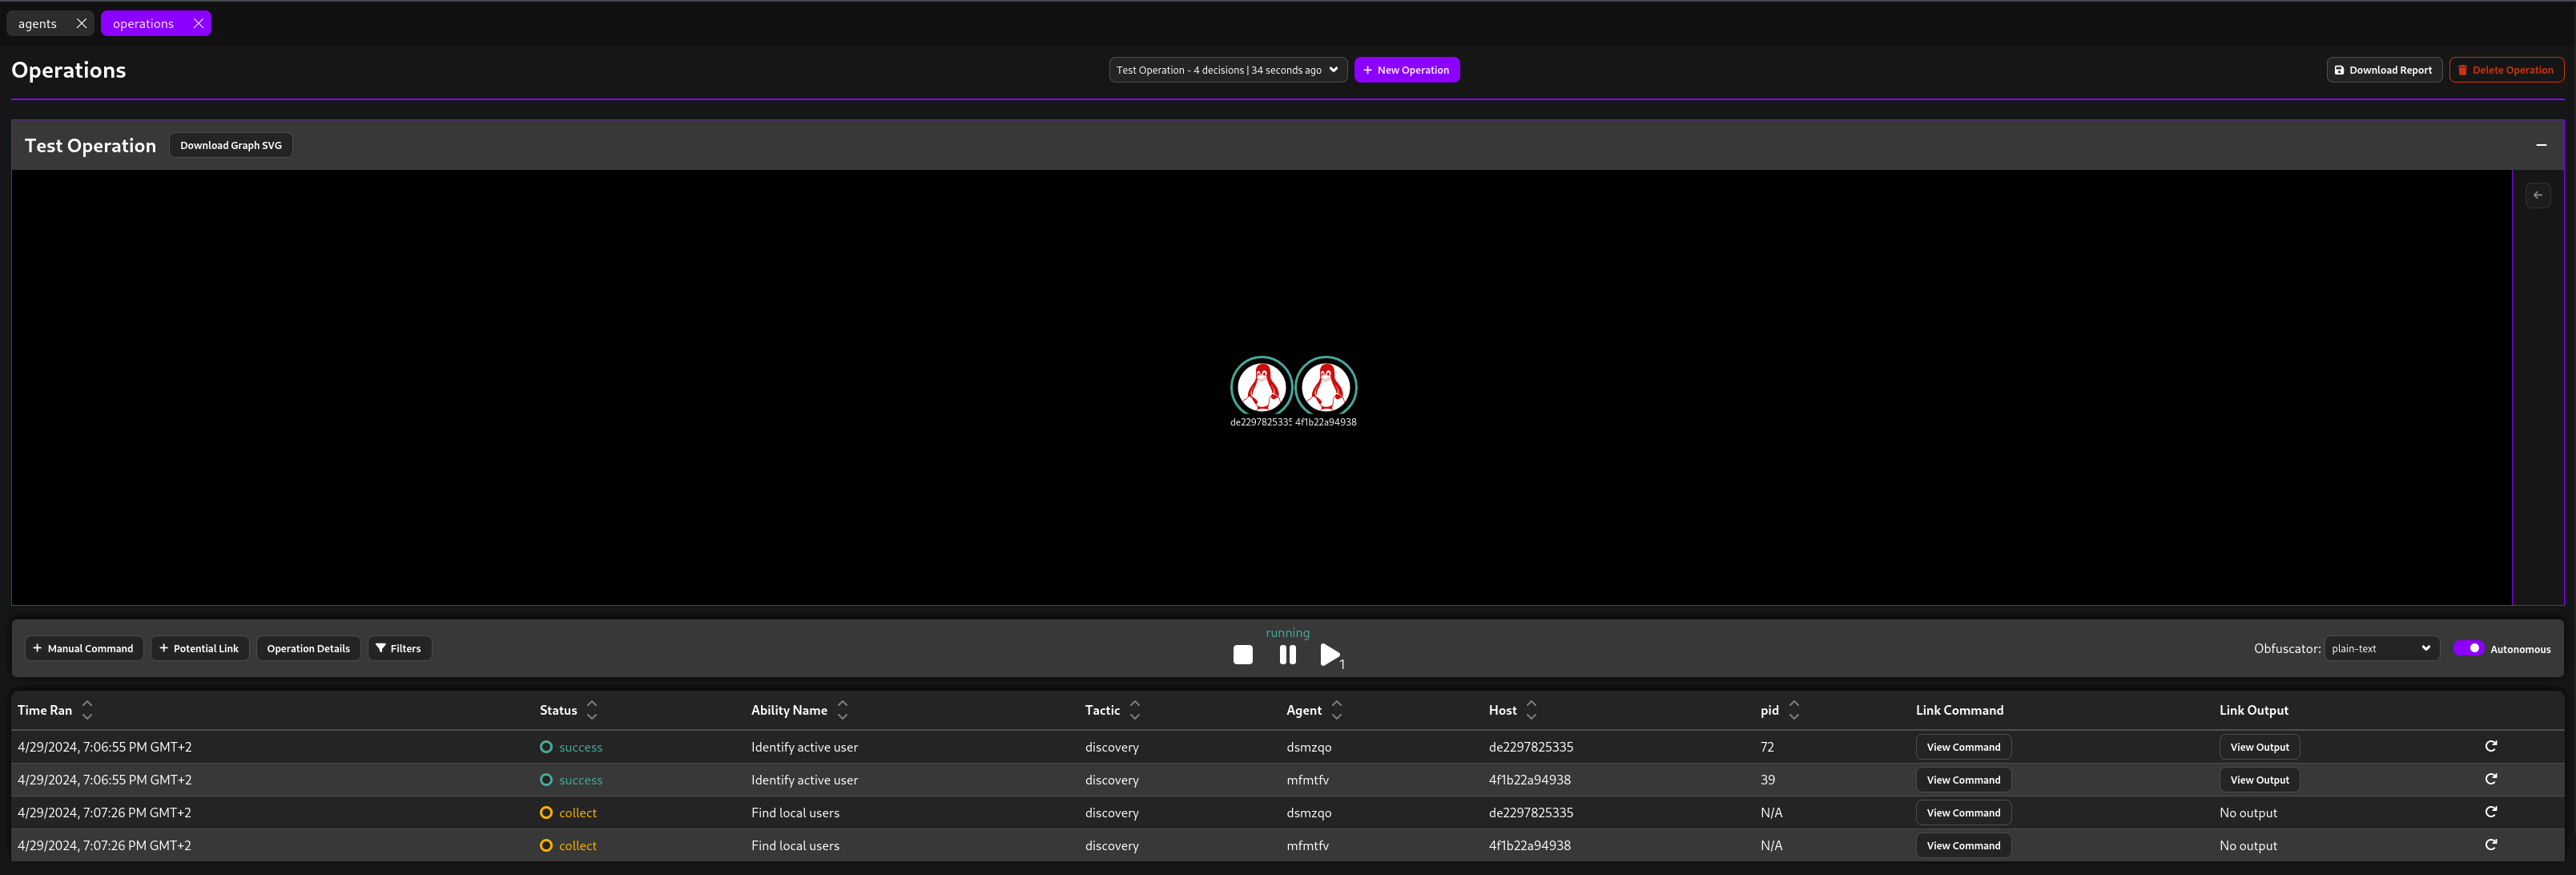 agents operations
Operations Test Operation - 4 decisions | 34 seconds ago + New Operation Download Report Delete Operation
Test Operation Download Graph SVG
de2297825335 4f1b22a94938
running
+ Manual Command + Potential Link Operation Details Filters 1 Obfuscator: plain-text Autonomous
Time Ran Status Ability Name Tactic Agent Host pid Link Command Link Output
4/29/2024, 7:06:55 PM GMT+2 success Identify active user discovery dsmzqo de2297825335 72 View Command View Output
4/29/2024, 7:06:55 PM GMT+2 success Identify active user discovery mfmtfv 4f1b22a94938 39 View Command View Output
4/29/2024, 7:07:26 PM GMT+2 collect Find local users discovery dsmzqo de2297825335 N/A View Command No output
4/29/2024, 7:07:26 PM GMT+2 collect Find local users discovery mfmtfv 4f1b22a94938 N/A View Command No output